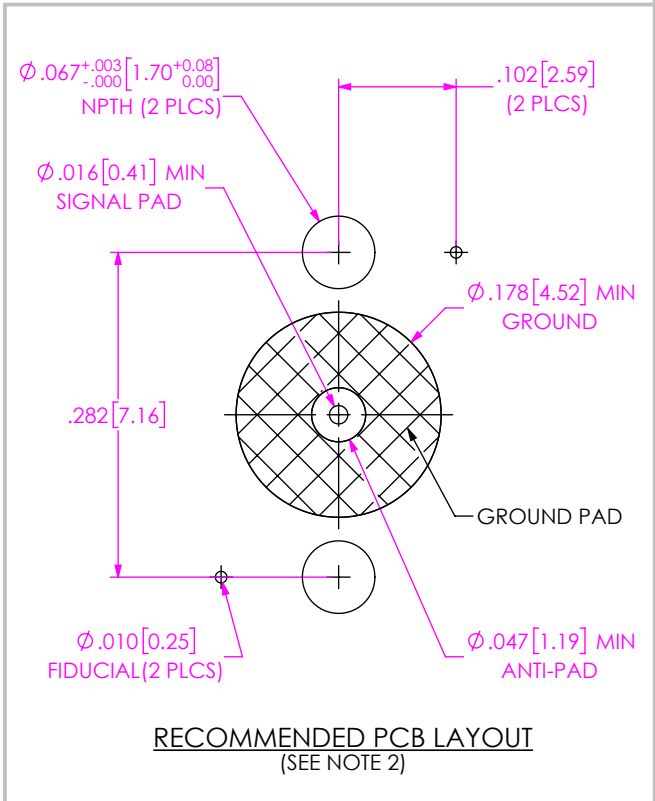 Ø.067+.003 -.000[1.70+0.08 0.00]
NPTH (2 PLCS)
.102[2.59]
(2 PLCS)
Ø.016[0.41] MIN
SIGNAL PAD
Ø.178[4.52] MIN
GROUND
.282[7.16]
GROUND PAD
Ø.010[0.25]
FIDUCIAL(2 PLCS)
Ø.047[1.19] MIN
ANTI-PAD
RECOMMENDED PCB LAYOUT
(SEE NOTE 2)